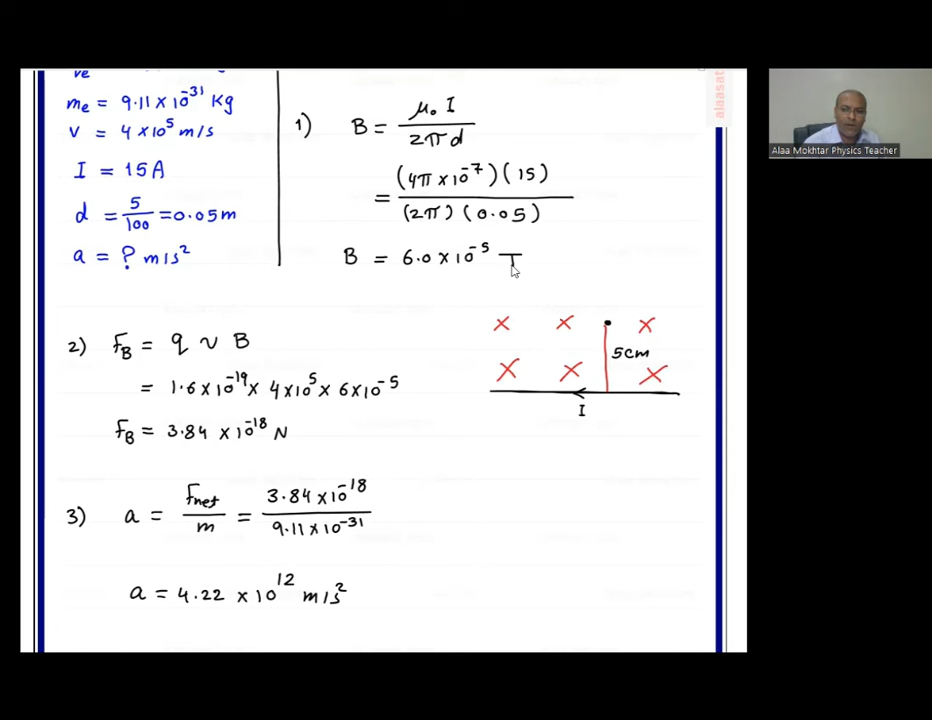 me = 9.11 × 10⁻³¹ Kg
v = 4 × 10⁵ m/s
I = 15A
d = 5/100 = 0.05m
a = ? m/s²
1) B = μ₀ I / 2π d
= (4π × 10⁻⁷)(15) / (2π)(0.05)
B = 6.0 × 10⁻⁵ T
2) FB = q v B
= 1.6 × 10⁻¹⁹ × 4 × 10⁵ × 6 × 10⁻⁵
FB = 3.84 × 10⁻¹⁸ N
3) a = Fnet / m = 3.84 × 10⁻¹⁸ / 9.11 × 10⁻³¹
a = 4.22 × 10¹² m/s²
× × ×
5cm
× × ×
I
alaasat
Alaa Mokhtar Physics Teacher